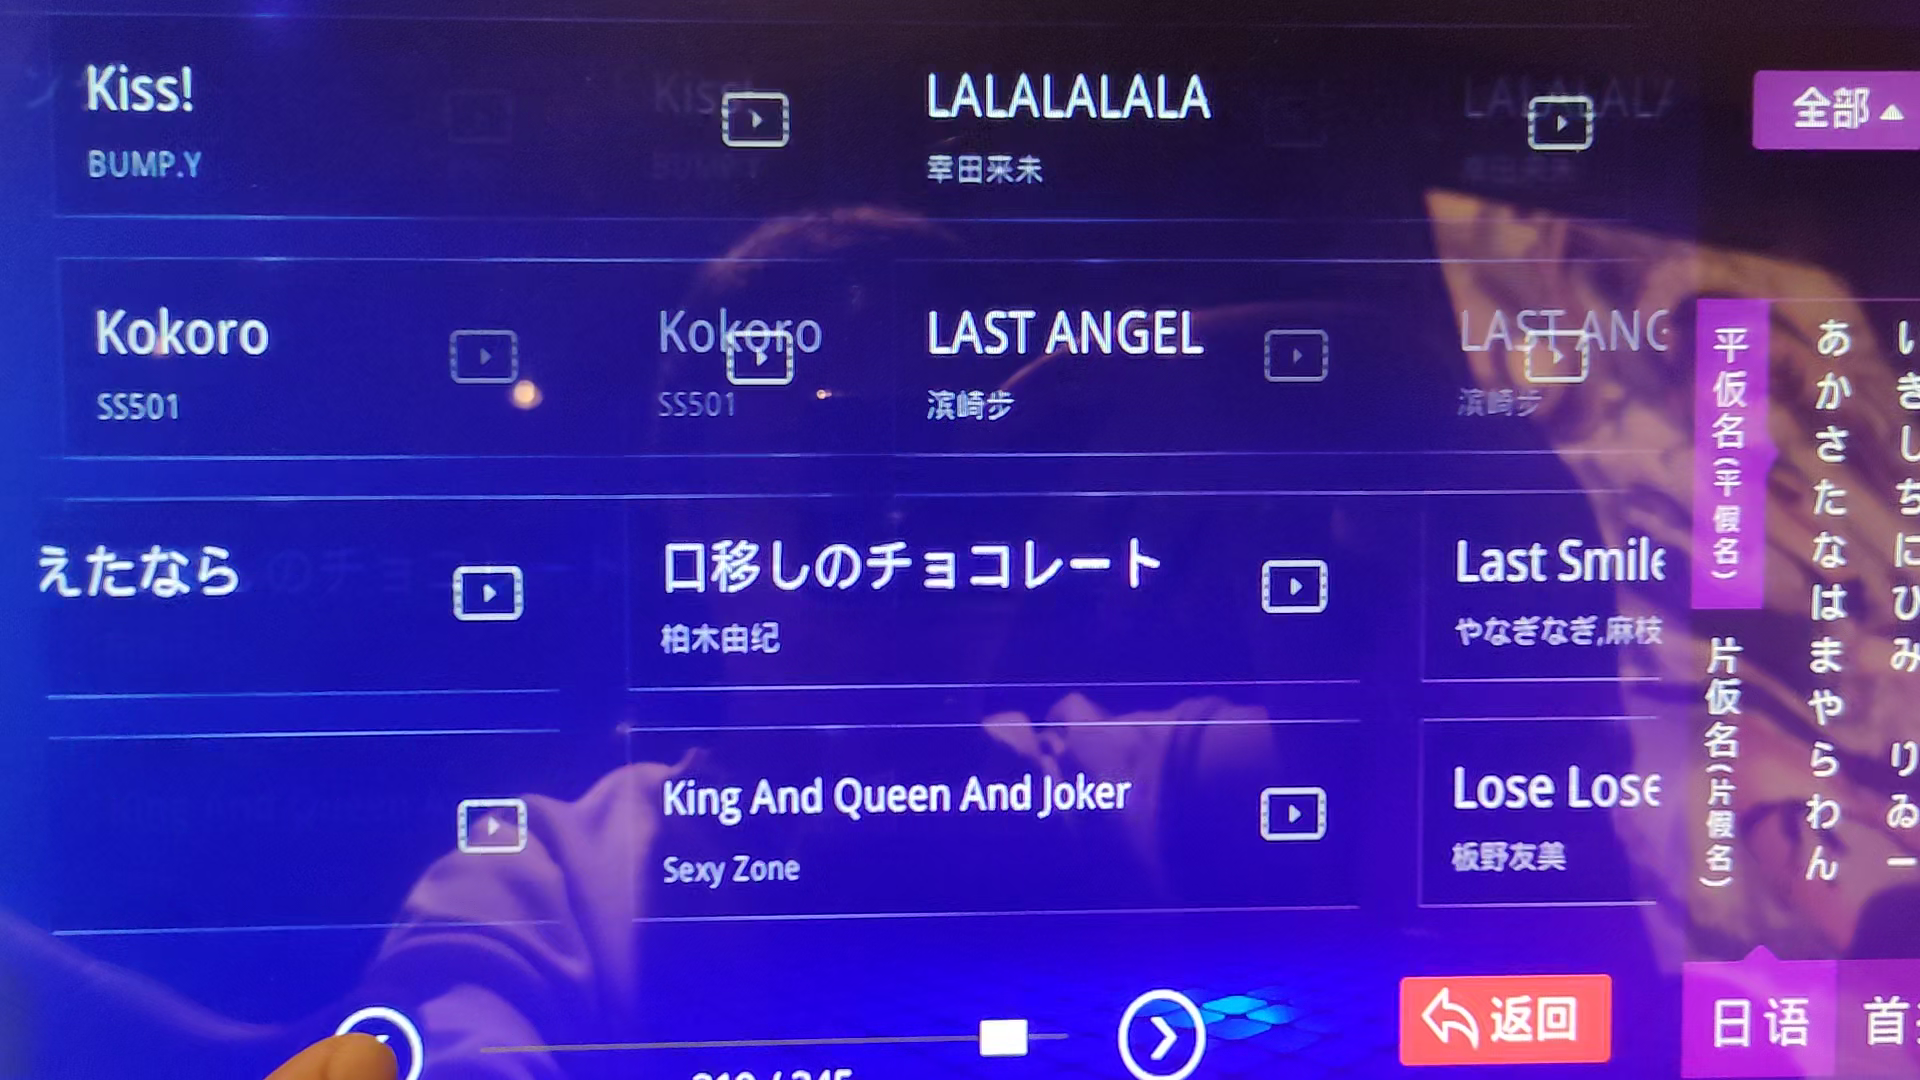 Kiss!
BUMP.Y
LALALALALA
幸田来未
全部
Kokoro
SS501
Kokoro
SS501
LAST ANGEL
滨崎步
LAST ANG
滨崎步
えたなら
口移しのチョコレート
柏木由纪
Last Smile
やなぎなぎ,麻枝
King And Queen And Joker
Sexy Zone
Lose Lose
板野友美
平仮名(平假名)
片仮名(片假名)
あ い
か き
さ し
た ち
な に
は ひ
ま み
や
ら り
わ ゐ
ん ー
返回
日语
首